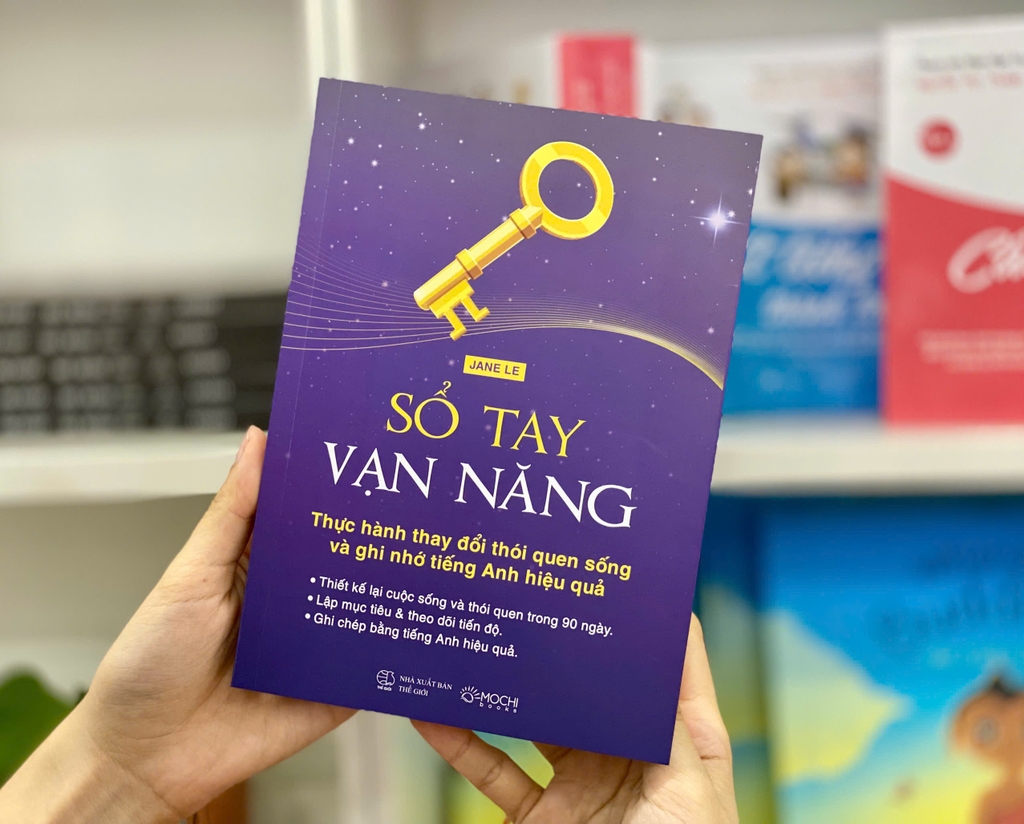 JANE LE
SỔ TAY
VẠN NĂNG
Thực hành thay đổi thói quen sống
và ghi nhớ tiếng Anh hiệu quả
• Thiết kế lại cuộc sống và thói quen trong 90 ngày.
• Lập mục tiêu & theo dõi tiến độ.
• Ghi chép bằng tiếng Anh hiệu quả.
THẾ GIỚI
NHÀ XUẤT BẢN
THẾ GIỚI
MOCHI
books